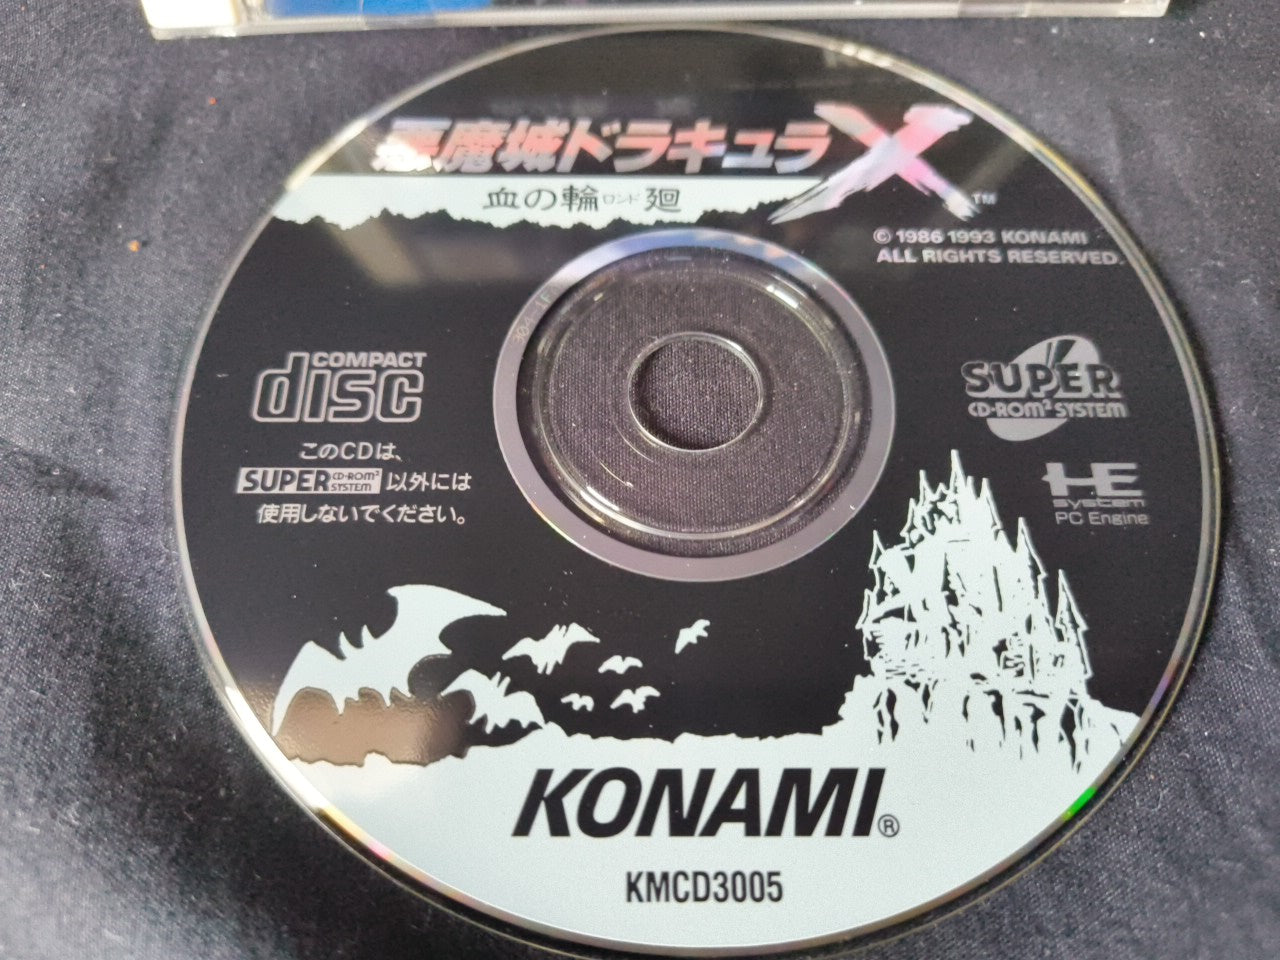 悪魔城ドラキュラX™
血の輪廻
ロンド
© 1986 1993 KONAMI
ALL RIGHTS RESERVED.
COMPACT
disc
このCDは、
SUPER CD-ROM² SYSTEM 以外には
使用しないでください。
SUPER
CD-ROM² SYSTEM
HE
system
PC Engine
KONAMI®
KMCD3005